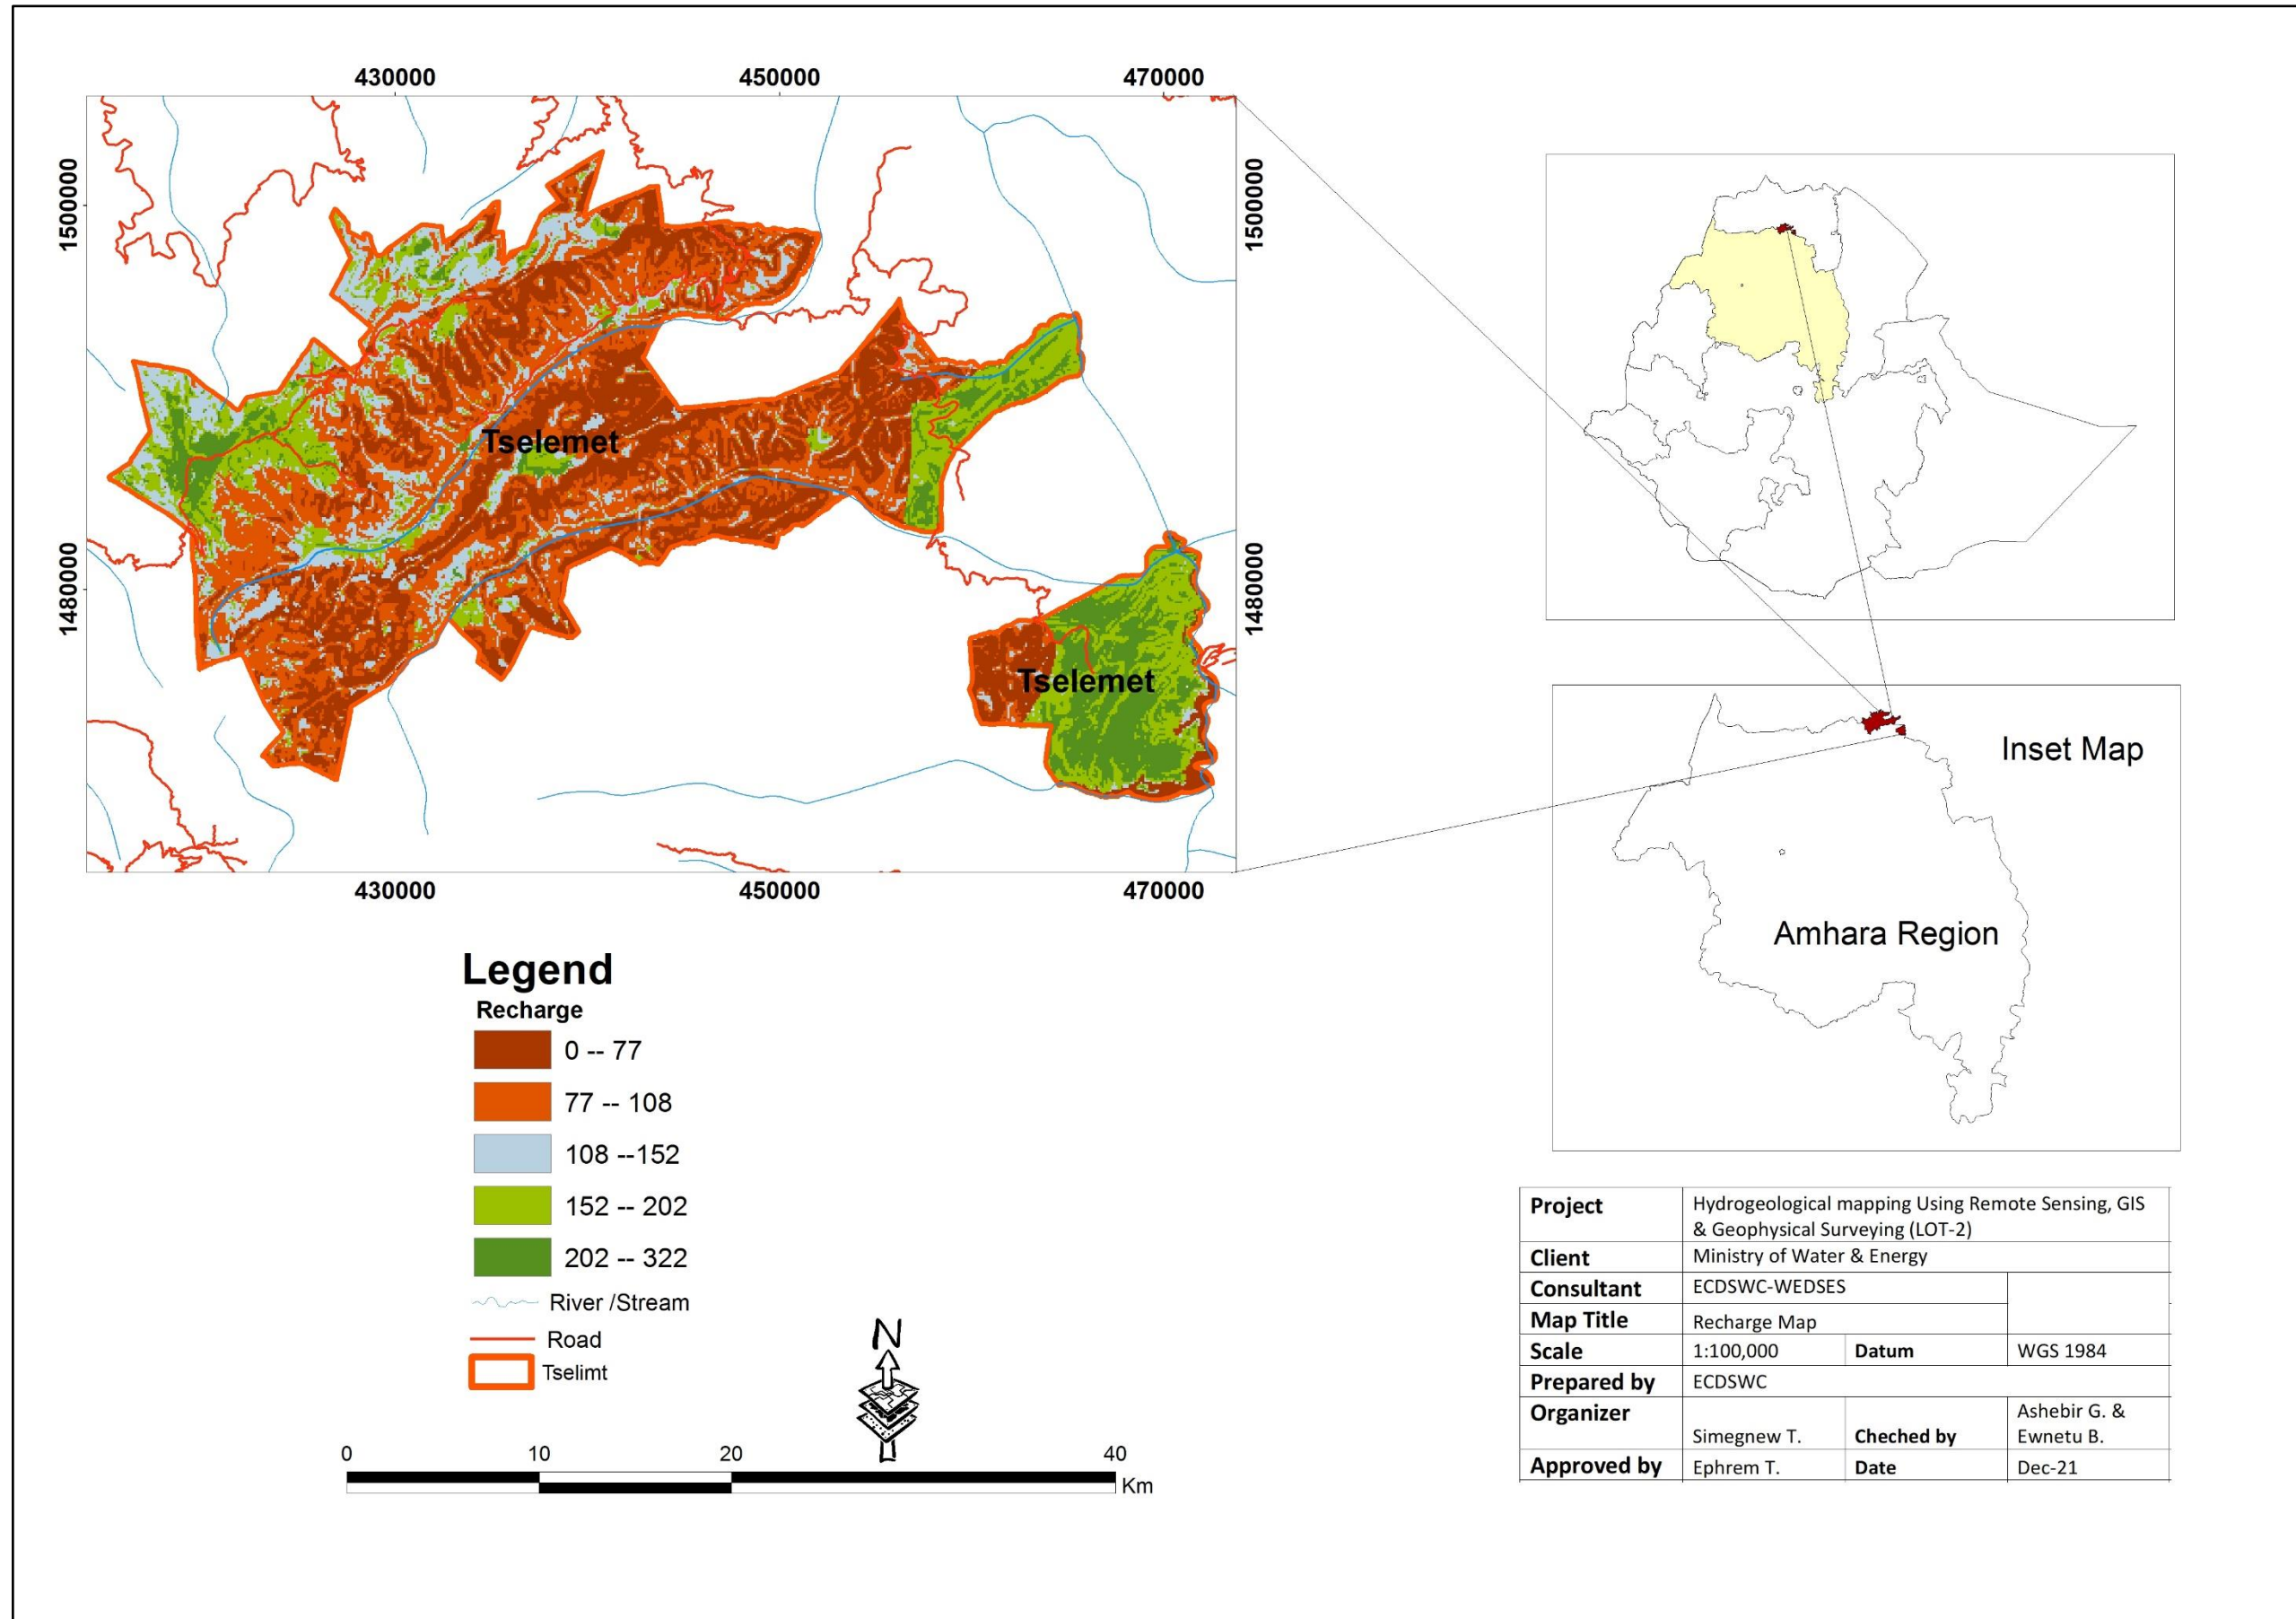 430000
450000
470000
1500000
1500000
1480000
1480000
Tselemet
Tselemet
430000
450000
470000
Inset Map
Amhara Region
Legend
Recharge
0 -- 77
77 -- 108
108 --152
152 -- 202
202 -- 322
River /Stream
Road
Tselimt
N
0
10
20
40
Km
Project
Hydrogeological mapping Using Remote Sensing, GIS
& Geophysical Surveying (LOT-2)
Client
Ministry of Water & Energy
Consultant
ECDSWC-WEDSES
Map Title
Recharge Map
Scale
1:100,000
Datum
WGS 1984
Prepared by
ECDSWC
Organizer
Simegnew T.
Cheched by
Ashebir G. &
Ewnetu B.
Approved by
Ephrem T.
Date
Dec-21